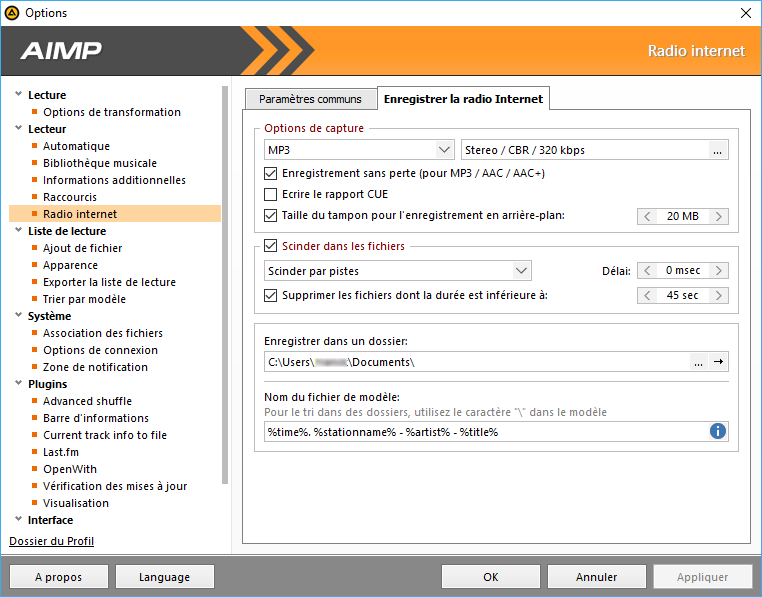 Options
AIMP
Radio internet
Lecture
Options de transformation
Lecteur
Automatique
Bibliothèque musicale
Informations additionnelles
Raccourcis
Radio internet
Liste de lecture
Ajout de fichier
Apparence
Exporter la liste de lecture
Trier par modèle
Système
Association des fichiers
Options de connexion
Zone de notification
Plugins
Advanced shuffle
Barre d'informations
Current track info to file
Last.fm
OpenWith
Vérification des mises à jour
Visualisation
Interface
Dossier du Profil
Paramètres communs
Enregistrer la radio Internet
Options de capture
MP3
Stereo / CBR / 320 kbps
...
Enregistrement sans perte (pour MP3 / AAC / AAC+)
Ecrire le rapport CUE
Taille du tampon pour l'enregistrement en arrière-plan:
20 MB
Scinder dans les fichiers
Scinder par pistes
Délai:
0 msec
Supprimer les fichiers dont la durée est inférieure à:
45 sec
Enregistrer dans un dossier:
C:\Users\ \Documents\
...
Nom du fichier de modèle:
Pour le tri dans des dossiers, utilisez le caractère "\" dans le modèle
%time%. %stationname% - %artist% - %title%
A propos
Language
OK
Annuler
Appliquer